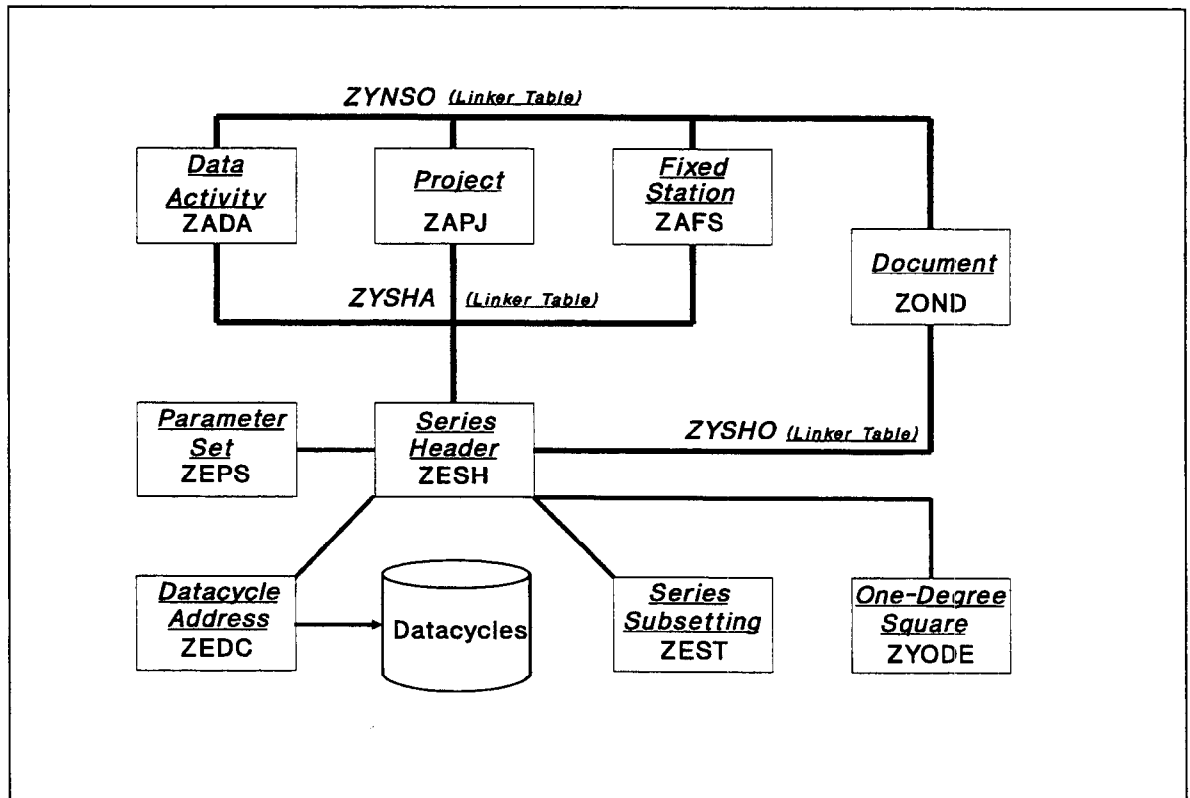 ZYNSO (Linker Table)
Data
Activity
ZADA
Project
ZAPJ
Fixed
Station
ZAFS
Document
ZOND
ZYSHA (Linker Table)
Parameter
Set
ZEPS
Series
Header
ZESH
ZYSHO (Linker Table)
Datacycle
Address
ZEDC
Datacycles
Series
Subsetting
ZEST
One-Degree
Square
ZYODE